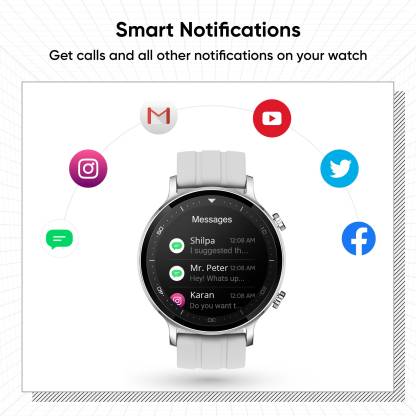 Smart Notifications
Get calls and all other notifications on your watch
Messages
Shilpa 12:08 AM
I suggested th...
Mr. Peter 12:08 AM
Hey! Whats up...
Karan 12:08 AM
Do you want t...